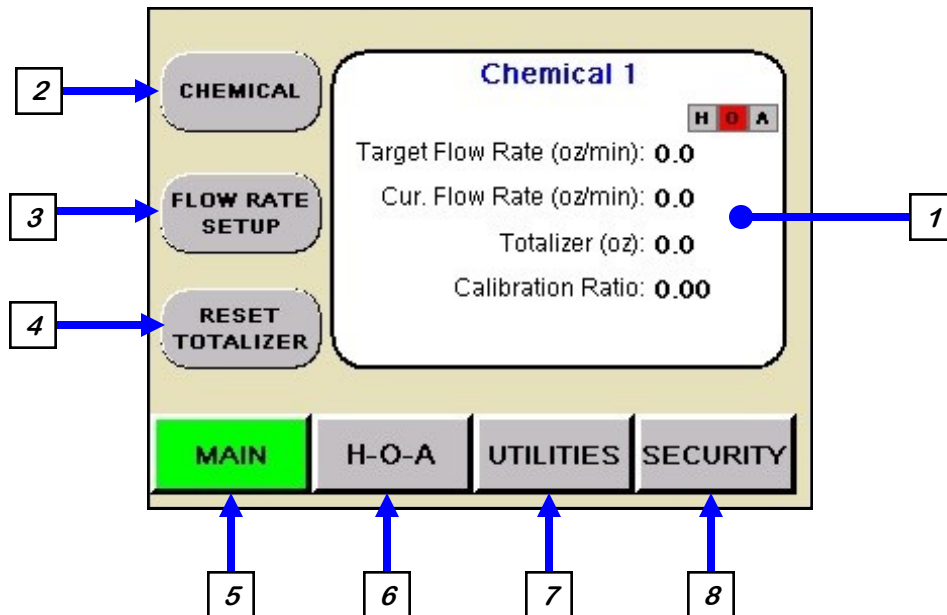 2
CHEMICAL
Chemical 1
H O A
Target Flow Rate (oz/min): 0.0
3
FLOW RATE
SETUP
Cur. Flow Rate (oz/min): 0.0
1
Totalizer (oz): 0.0
Calibration Ratio: 0.00
4
RESET
TOTALIZER
MAIN
H-O-A
UTILITIES
SECURITY
5
6
7
8